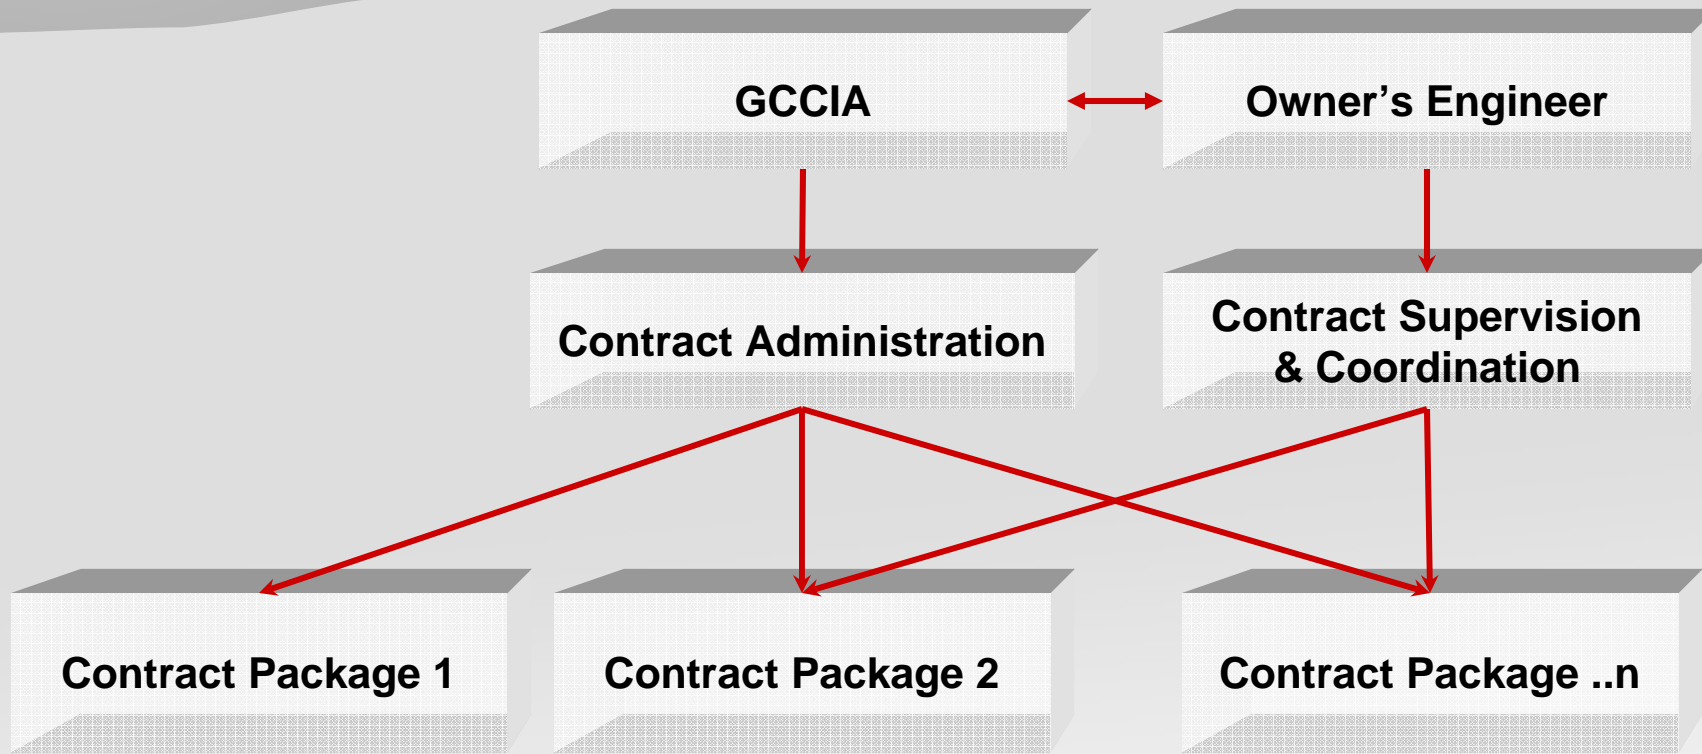 GCCIA
Owner’s Engineer
Contract Administration
Contract Supervision
& Coordination
Contract Package 1
Contract Package 2
Contract Package ..n